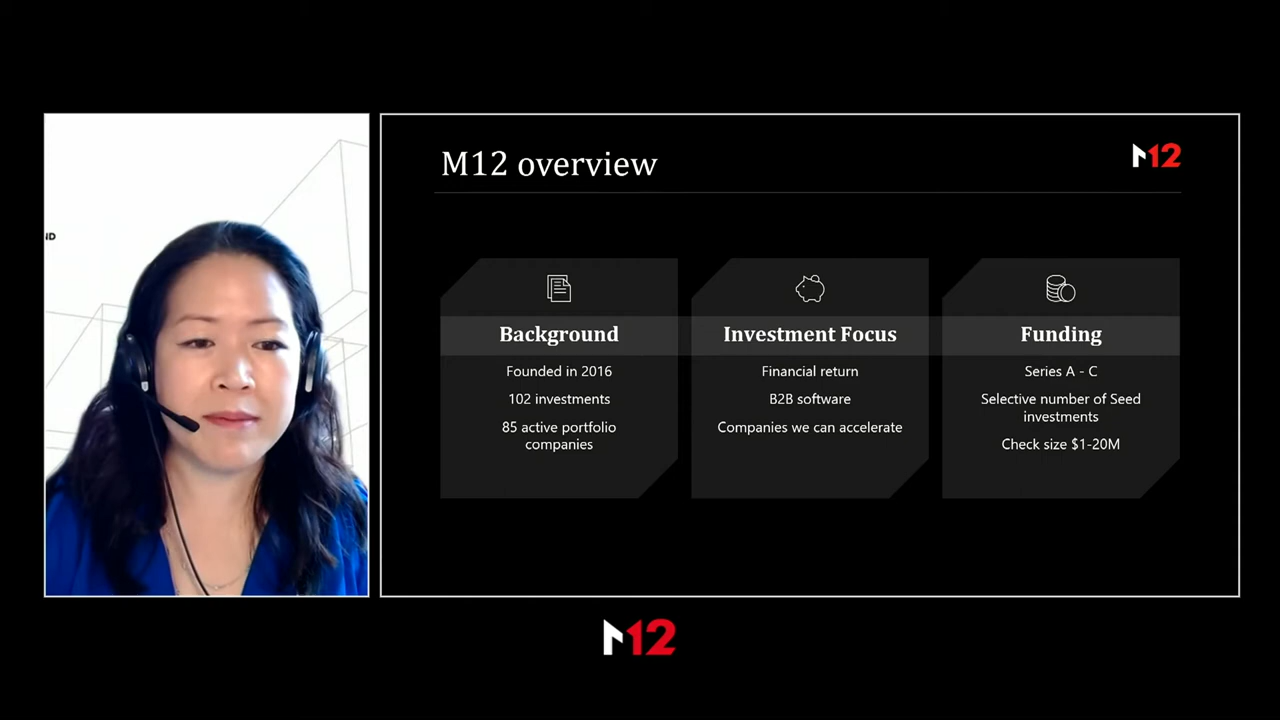 ND
M12 overview
M12
Background
Founded in 2016
102 investments
85 active portfolio
companies
Investment Focus
Financial return
B2B software
Companies we can accelerate
Funding
Series A - C
Selective number of Seed
investments
Check size $1-20M
M12